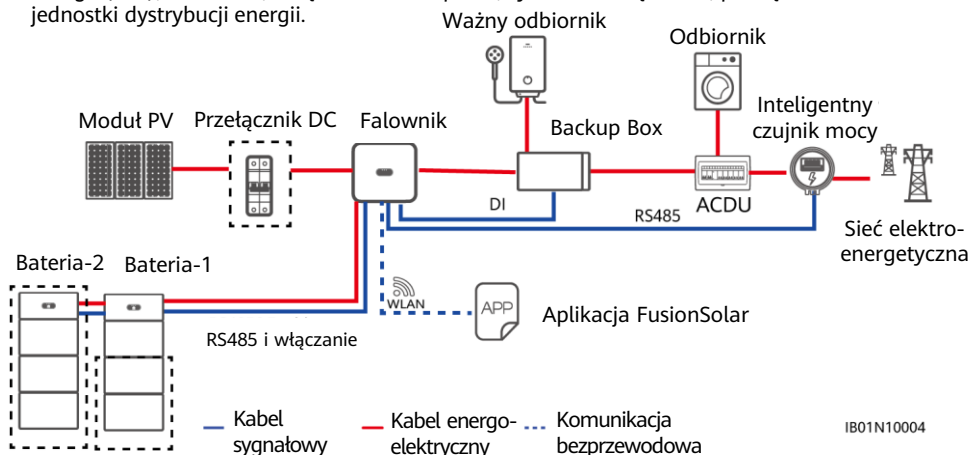 jednostki dystrybucji energii.
Ważny odbiornik
Odbiornik
Moduł PV
Przełącznik DC
Falownik
Backup Box
Inteligentny
czujnik mocy
DI
RS485
ACDU
Sieć elektro-
energetyczna
Bateria-2
Bateria-1
WLAN
APP
Aplikacja FusionSolar
RS485 i włączanie
Kabel
sygnałowy
Kabel energo-
elektryczny
Komunikacja
bezprzewodowa
IB01N10004